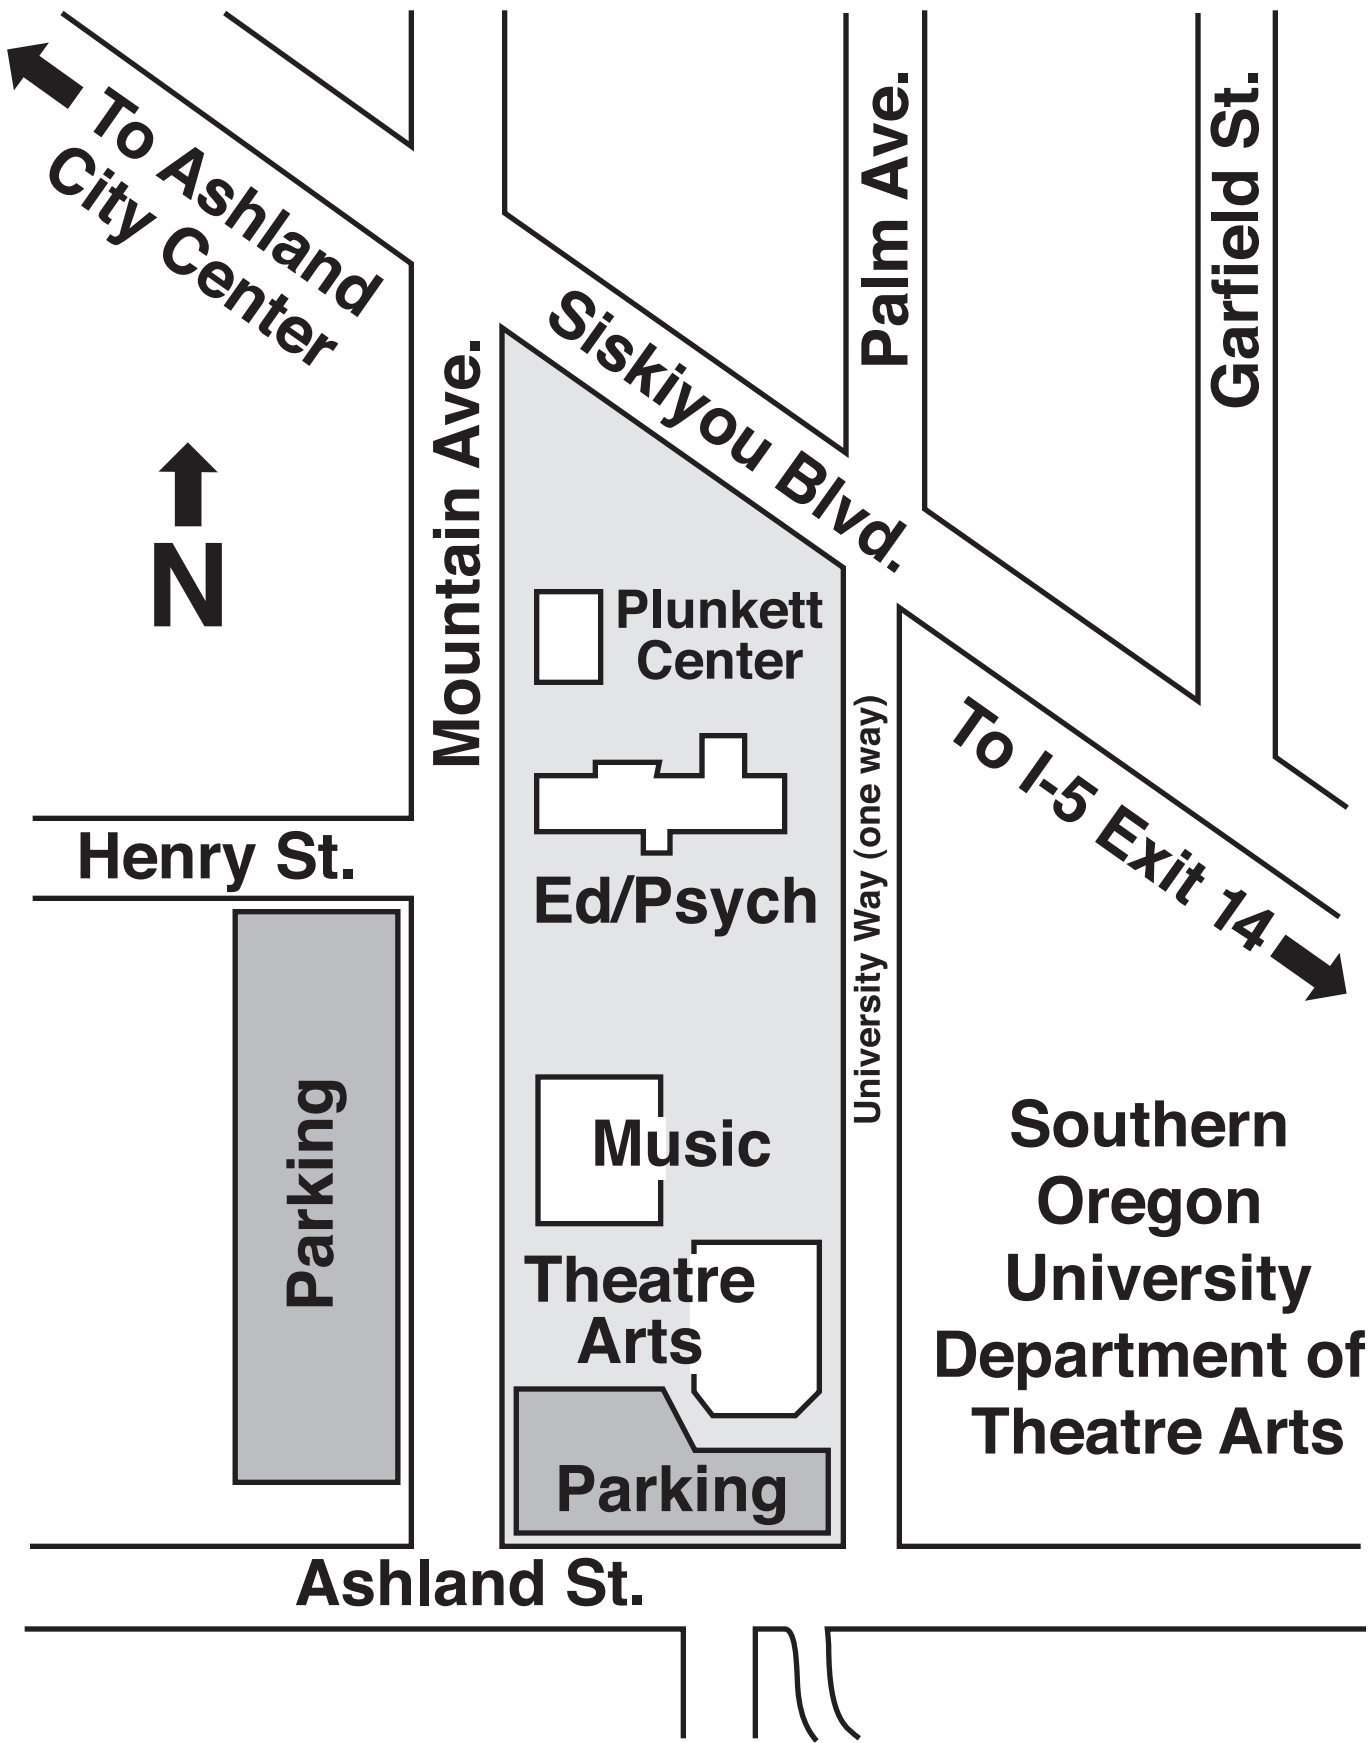 To Ashland
City Center
Siskiyou Blvd.
Palm Ave.
Garfield St.
Mountain Ave.
N
Plunkett
Center
To I-5 Exit 14
University Way (one way)
Henry St.
Ed/Psych
Parking
Music
Theatre
Arts
Parking
Southern
Oregon
University
Department of
Theatre Arts
Ashland St.